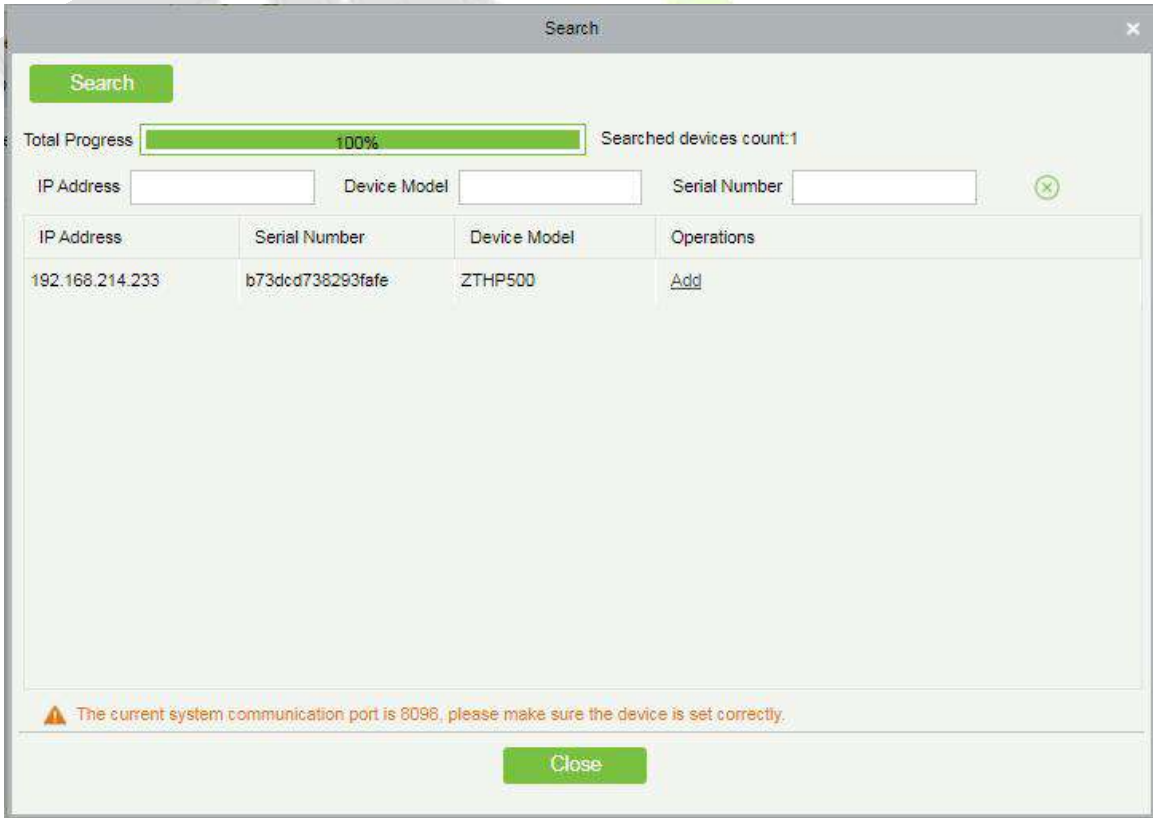 Search
Search
Total Progress 100% Searched devices count:1
IP Address Device Model Serial Number
IP Address Serial Number Device Model Operations
192.168.214.233 b73dcd738293fafe ZTHP500 Add
The current system communication port is 8098, please make sure the device is set correctly.
Close